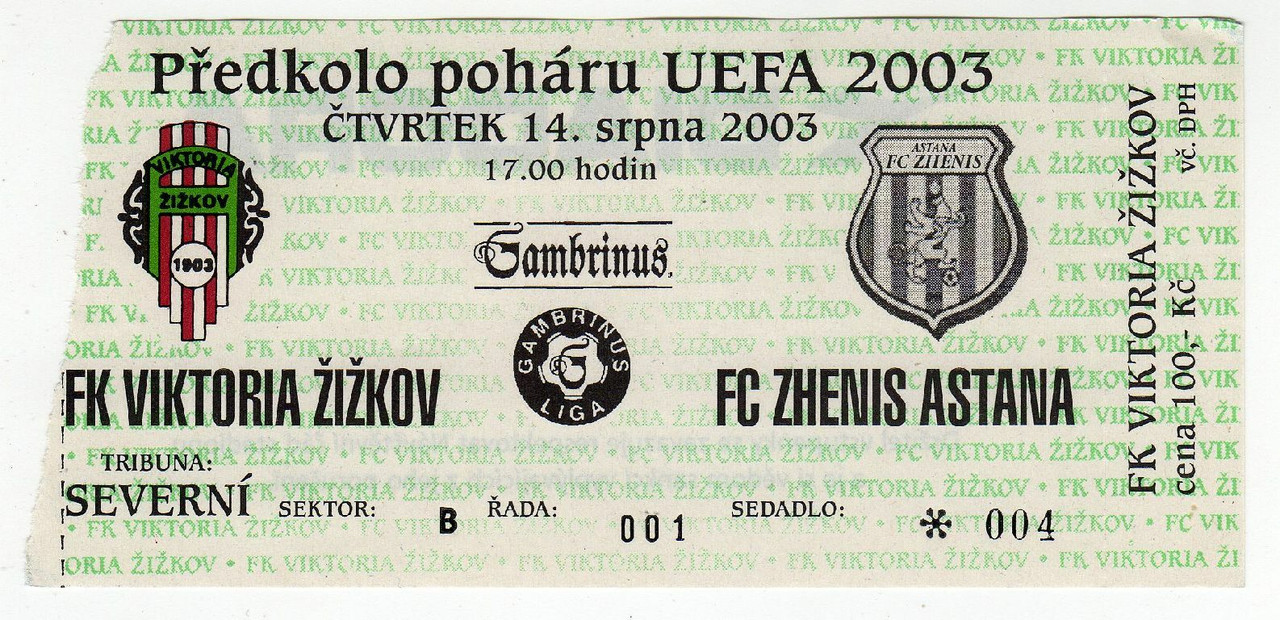 Předkolo poháru UEFA 2003
ČTVRTEK 14. srpna 2003
17.00 hodin
VIKTORIA
ŽIŽKOV
1903
ASTANA
FC ZHENIS
Gambrinus
GAMBRINUS
LIGA
FK VIKTORIA ŽIŽKOV
FC ZHENIS ASTANA
TRIBUNA:
SEVERNÍ
SEKTOR: B ŘADA: 001 SEDADLO: * 004
FK VIKTORIA ŽIŽKOV
cena 100,- Kč vč. DPH